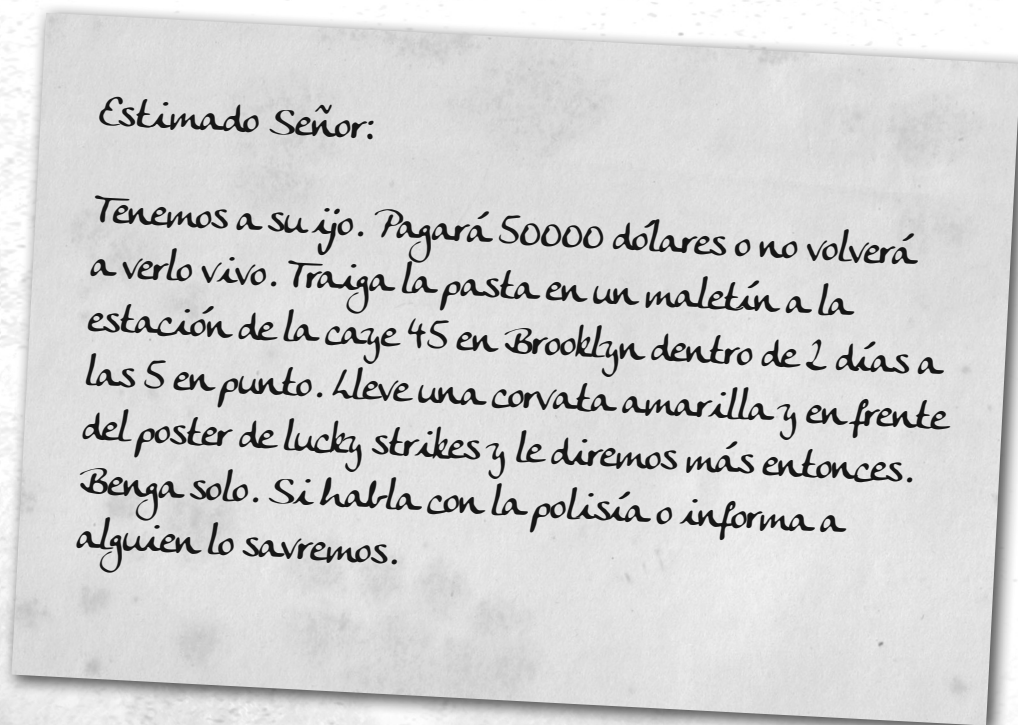 Estimado Señor:
Tenemos a su ijo. Pagará 50000 dólares o no volverá
a verlo vivo. Traiga la pasta en un maletín a la
estación de la caye 45 en Brooklyn dentro de 2 días a
las 5 en punto. Lleve una corvata amarilla y en frente
del poster de lucky strikes y le diremos más entonces.
Benga solo. Si habla con la polisía o informa a
alguien lo savremos.